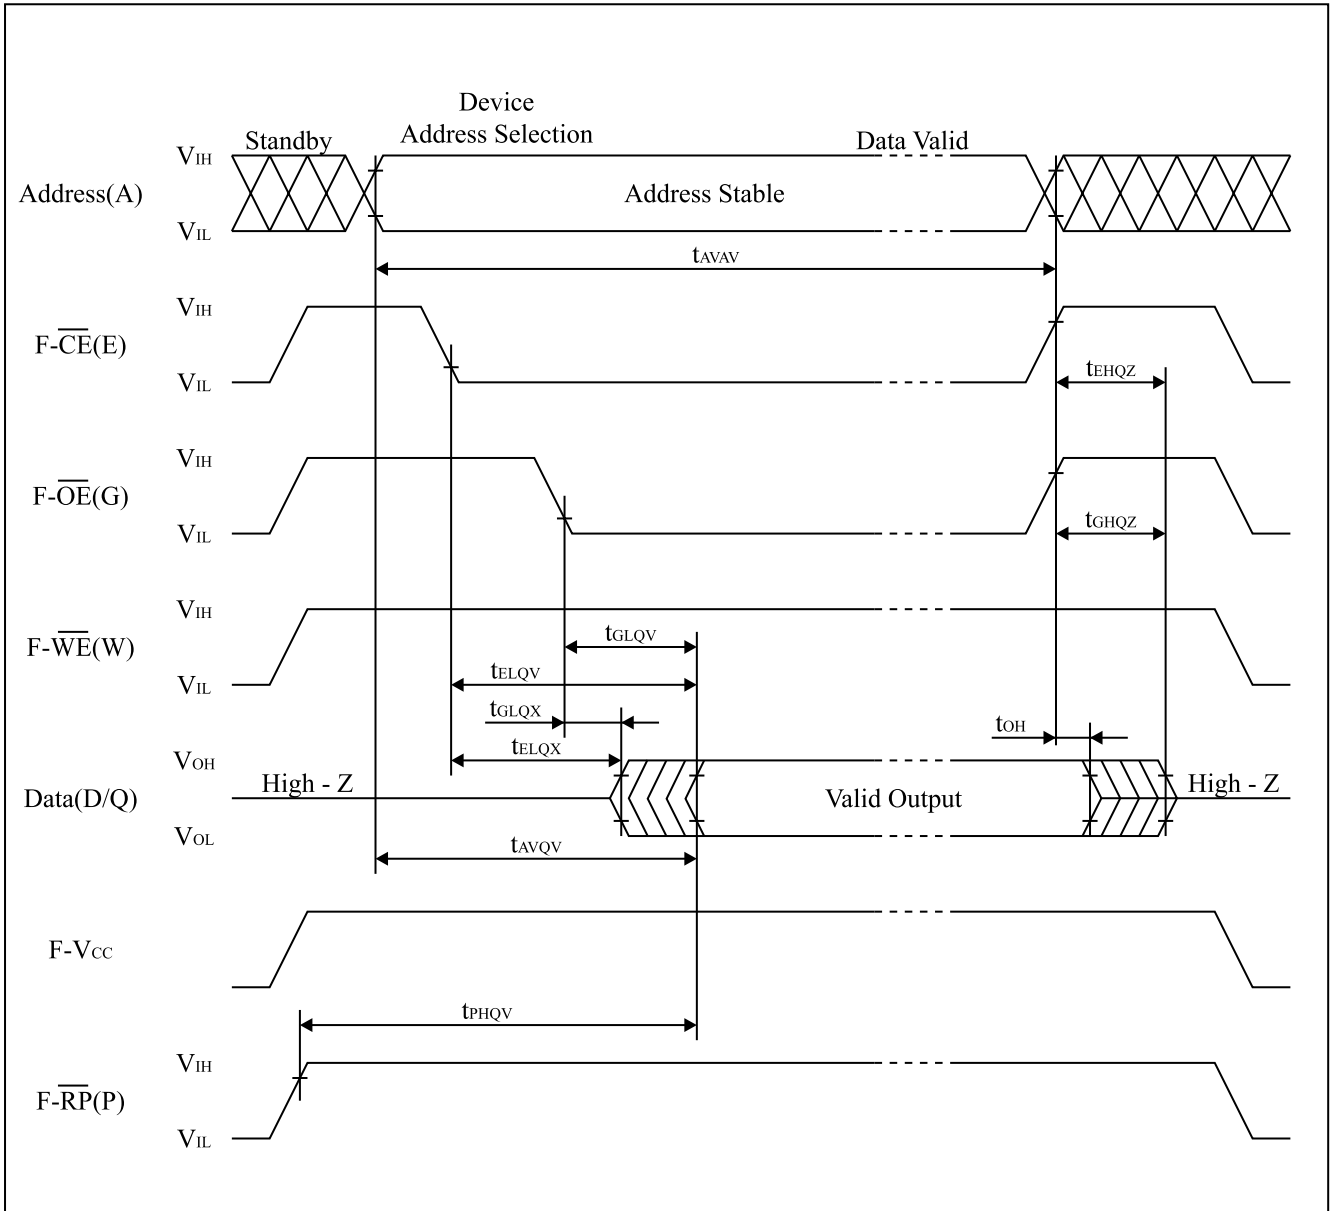 Device
Standby Address Selection Data Valid
VIH
Address(A) Address Stable
VIL
tAVAV
VIH
F-CE(E)
VIL tEHQZ
VIH
F-OE(G)
VIL tGHQZ
VIH
F-WE(W) tGLQV
VIL tELQV
tGLQX tOH
tELQX
VOH
High - Z High - Z
Data(D/Q) Valid Output
VOL
tAVQV
F-VCC
tPHQV
VIH
F-RP(P)
VIL